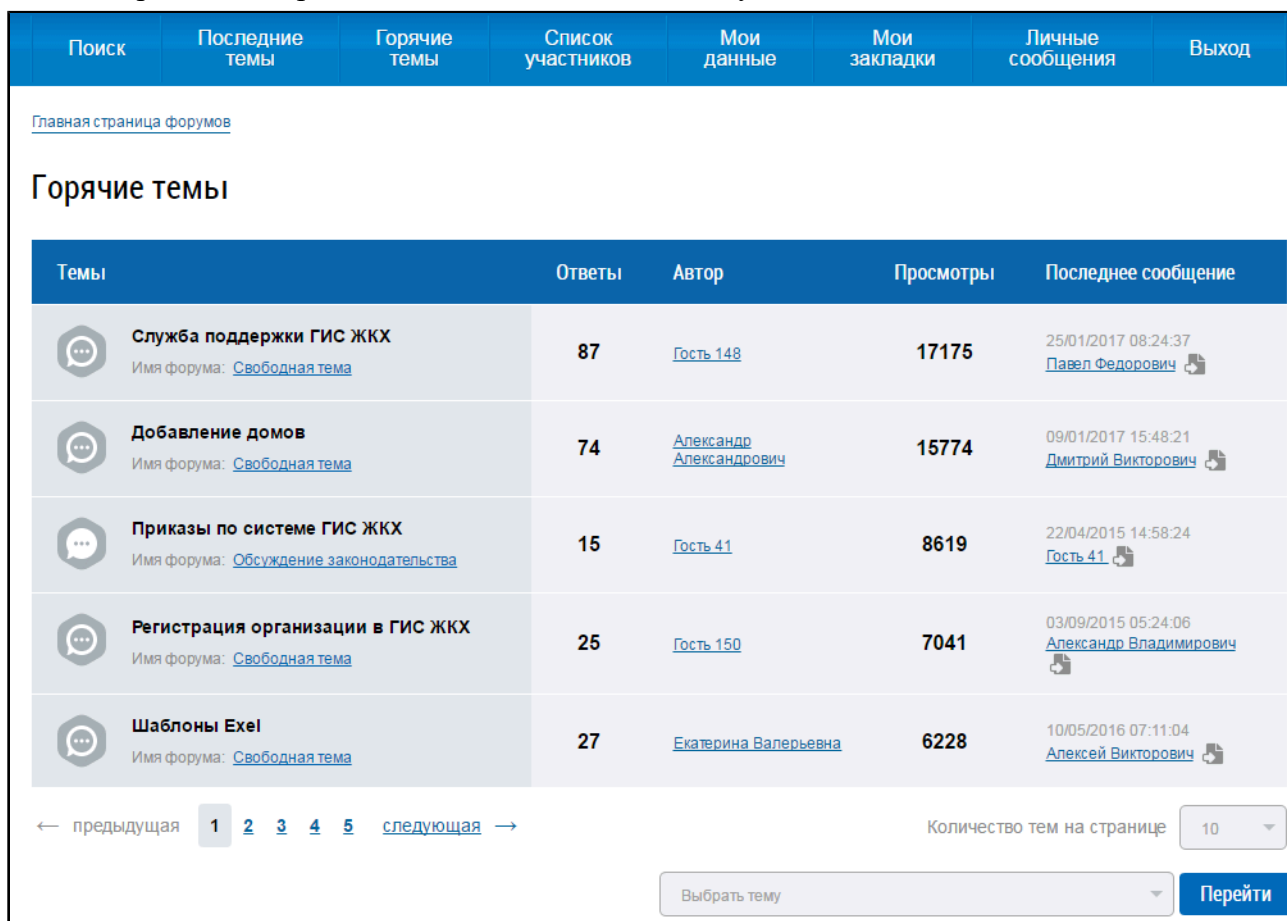 Поиск
Последние темы
Горячие темы
Список участников
Мои данные
Мои закладки
Личные сообщения
Выход
Главная страница форумов
Горячие темы
Темы Ответы Автор Просмотры Последнее сообщение
Служба поддержки ГИС ЖКХ
Имя форума: Свободная тема
87
Гость 148
17175
25/01/2017 08:24:37
Павел Федорович
Добавление домов
Имя форума: Свободная тема
74
Александр
Александрович
15774
09/01/2017 15:48:21
Дмитрий Викторович
Приказы по системе ГИС ЖКХ
Имя форума: Обсуждение законодательства
15
Гость 41
8619
22/04/2015 14:58:24
Гость 41
Регистрация организации в ГИС ЖКХ
Имя форума: Свободная тема
25
Гость 150
7041
03/09/2015 05:24:06
Александр Владимирович
Шаблоны Exel
Имя форума: Свободная тема
27
Екатерина Валерьевна
6228
10/05/2016 07:11:04
Алексей Викторович
← предыдущая 1 2 3 4 5 следующая →
Количество тем на странице 10
Выбрать тему
Перейти